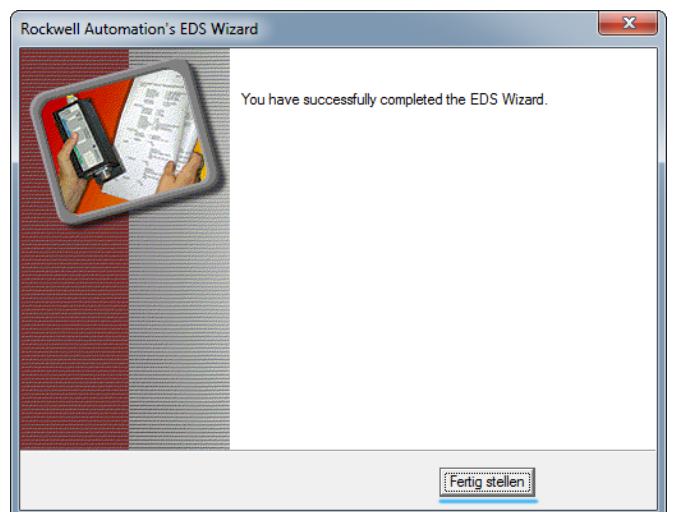 Rockwell Automation's EDS Wizard
You have successfully completed the EDS Wizard.
Fertig stellen